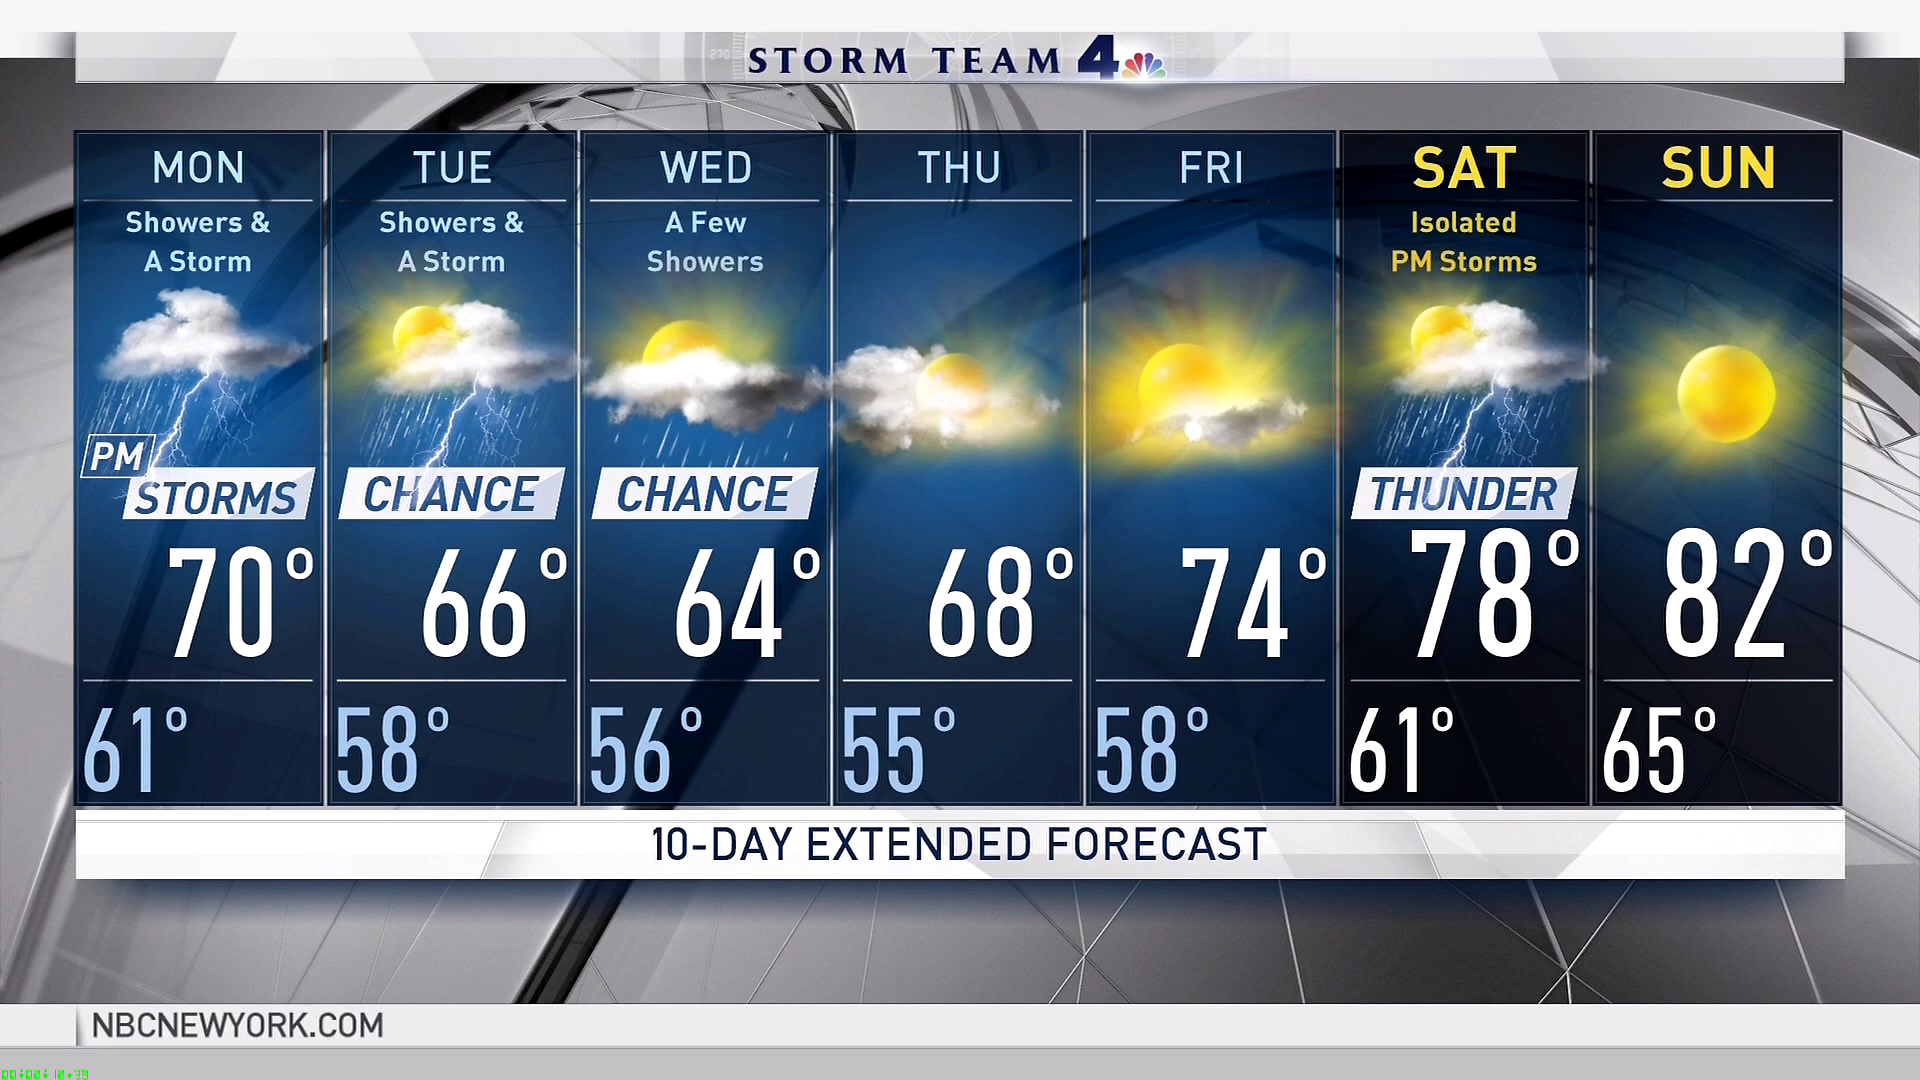 STORM TEAM 4
MON
Showers &
A Storm
PM
STORMS
70°
61°
TUE
Showers &
A Storm
CHANCE
66°
58°
WED
A Few
Showers
CHANCE
64°
56°
THU
68°
55°
FRI
74°
58°
SAT
Isolated
PM Storms
THUNDER
78°
61°
SUN
82°
65°
10-DAY EXTENDED FORECAST
NBCNEWYORK.COM